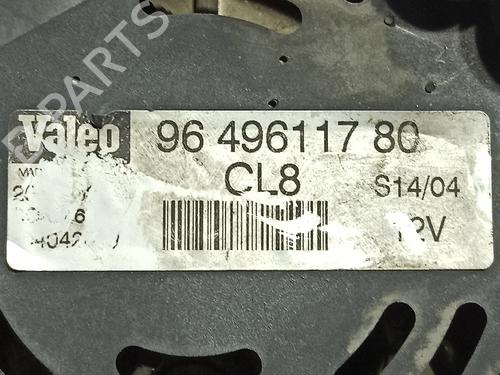 Valeo
96 496117 80
CL8
S14/04
12V
B PARTS